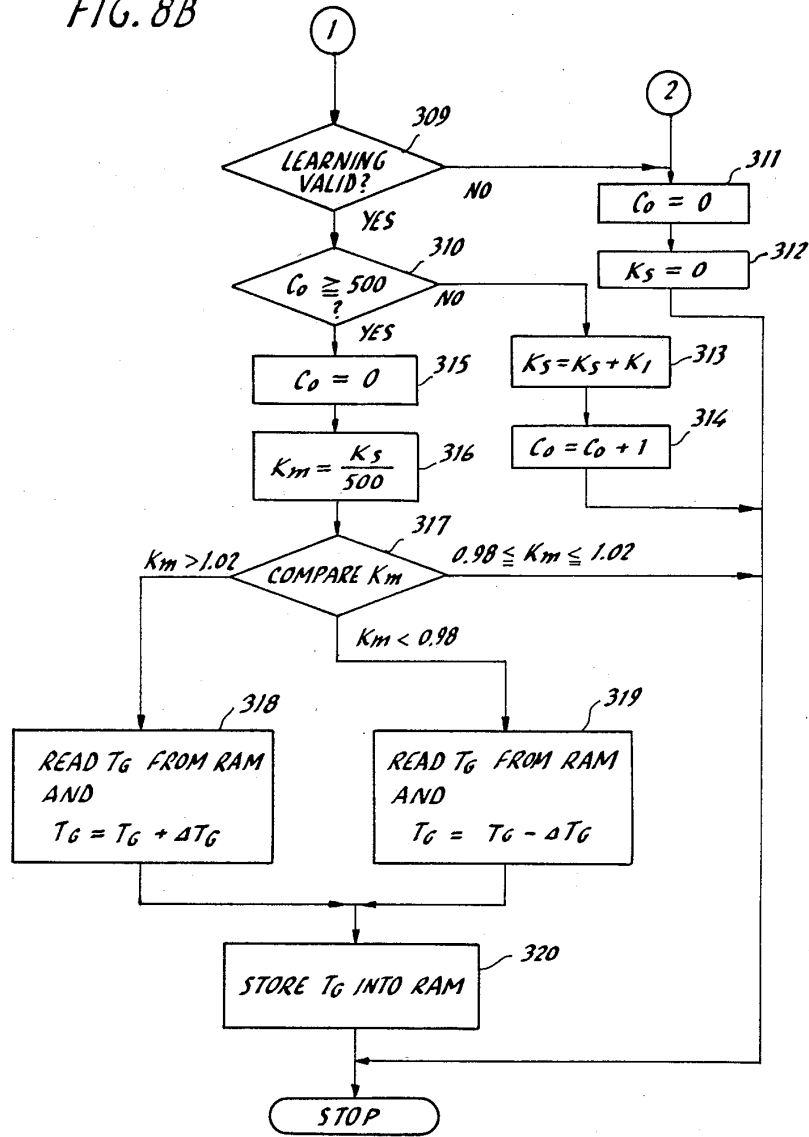 FIG. 8B
1
2
309
LEARNING
VALID?
NO
YES
311
C0 = 0
312
KS = 0
310
C0 ≧ 500
?
NO
YES
315
C0 = 0
313
KS = KS + K1
316
Km = KS / 500
314
C0 = C0 + 1
317
COMPARE Km
Km > 1.02
0.98 ≦ Km ≦ 1.02
Km < 0.98
318
READ TG FROM RAM
AND
TG = TG + ΔTG
319
READ TG FROM RAM
AND
TG = TG - ΔTG
320
STORE TG INTO RAM
STOP